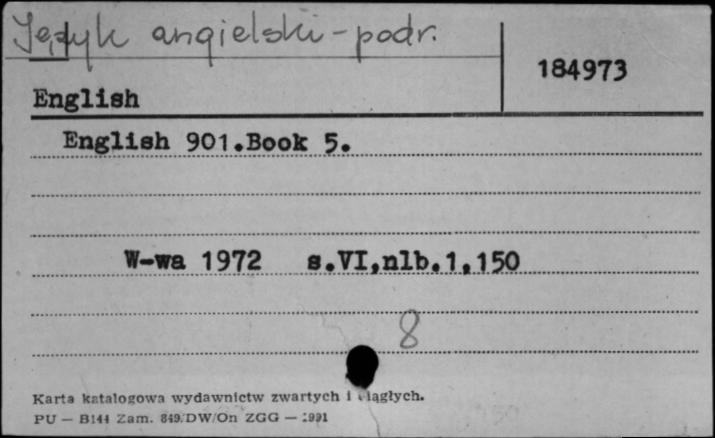 Język angielski - podr.
184973
English
English 901.Book 5.
W-wa 1972 s.VI,nlb.1,150
8
Karta katalogowa wydawnictw zwartych i ciągłych.
PU — B144 Zam. 849/DW/On ZGG — 1991